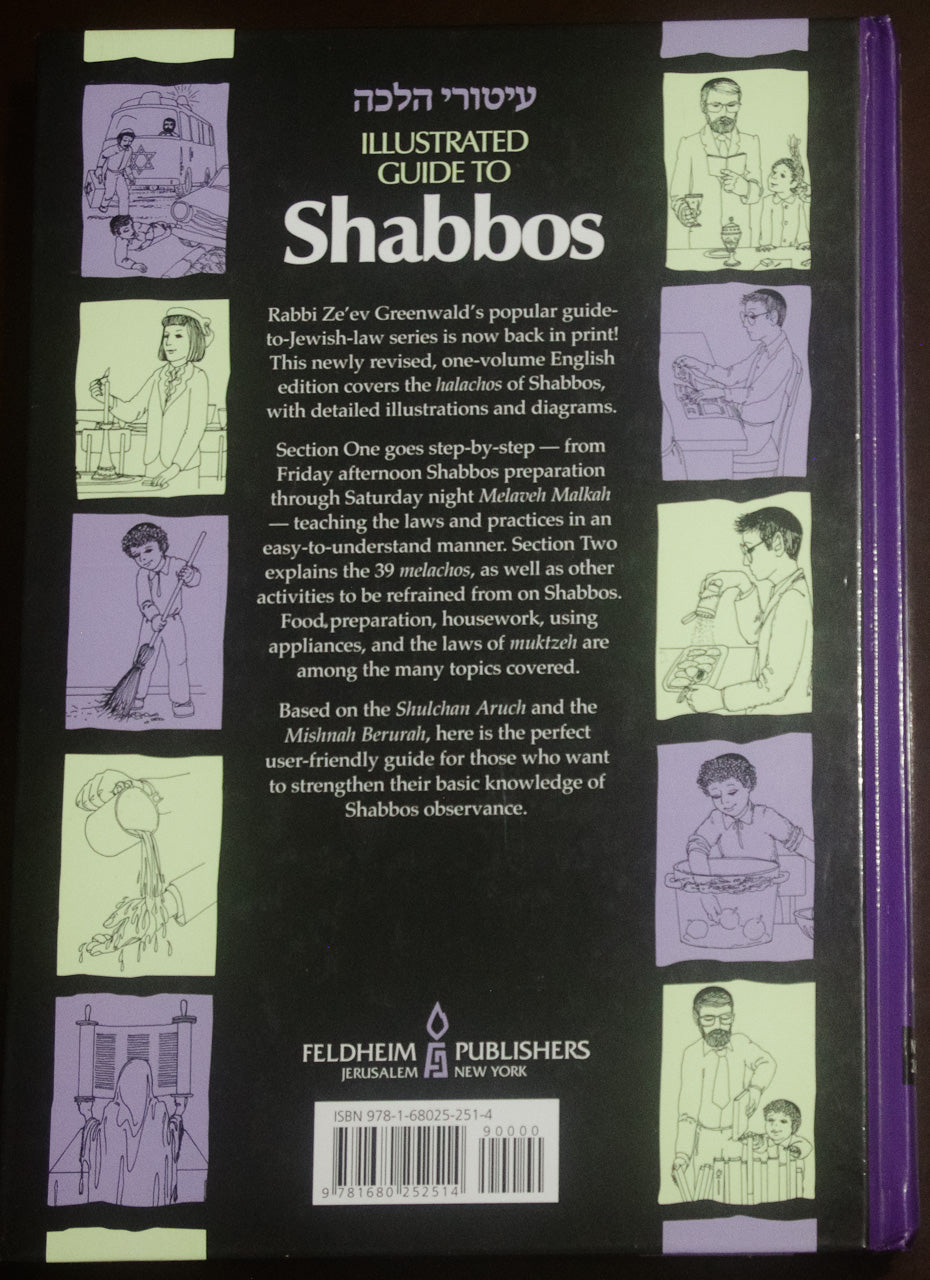 עיטורי הלכה
ILLUSTRATED
GUIDE TO
Shabbos
Rabbi Ze'ev Greenwald's popular guide-
to-Jewish-law series is now back in print!
This newly revised, one-volume English
edition covers the halachos of Shabbos,
with detailed illustrations and diagrams.
Section One goes step-by-step — from
Friday afternoon Shabbos preparation
through Saturday night Melaveh Malkah
— teaching the laws and practices in an
easy-to-understand manner. Section Two
explains the 39 melachos, as well as other
activities to be refrained from on Shabbos.
Food preparation, housework, using
appliances, and the laws of muktzeh are
among the many topics covered.
Based on the Shulchan Aruch and the
Mishnah Berurah, here is the perfect
user-friendly guide for those who want
to strengthen their basic knowledge of
Shabbos observance.
FELDHEIM PUBLISHERS
JERUSALEM NEW YORK
ISBN 978-1-68025-251-4
90000
9 781680 252514